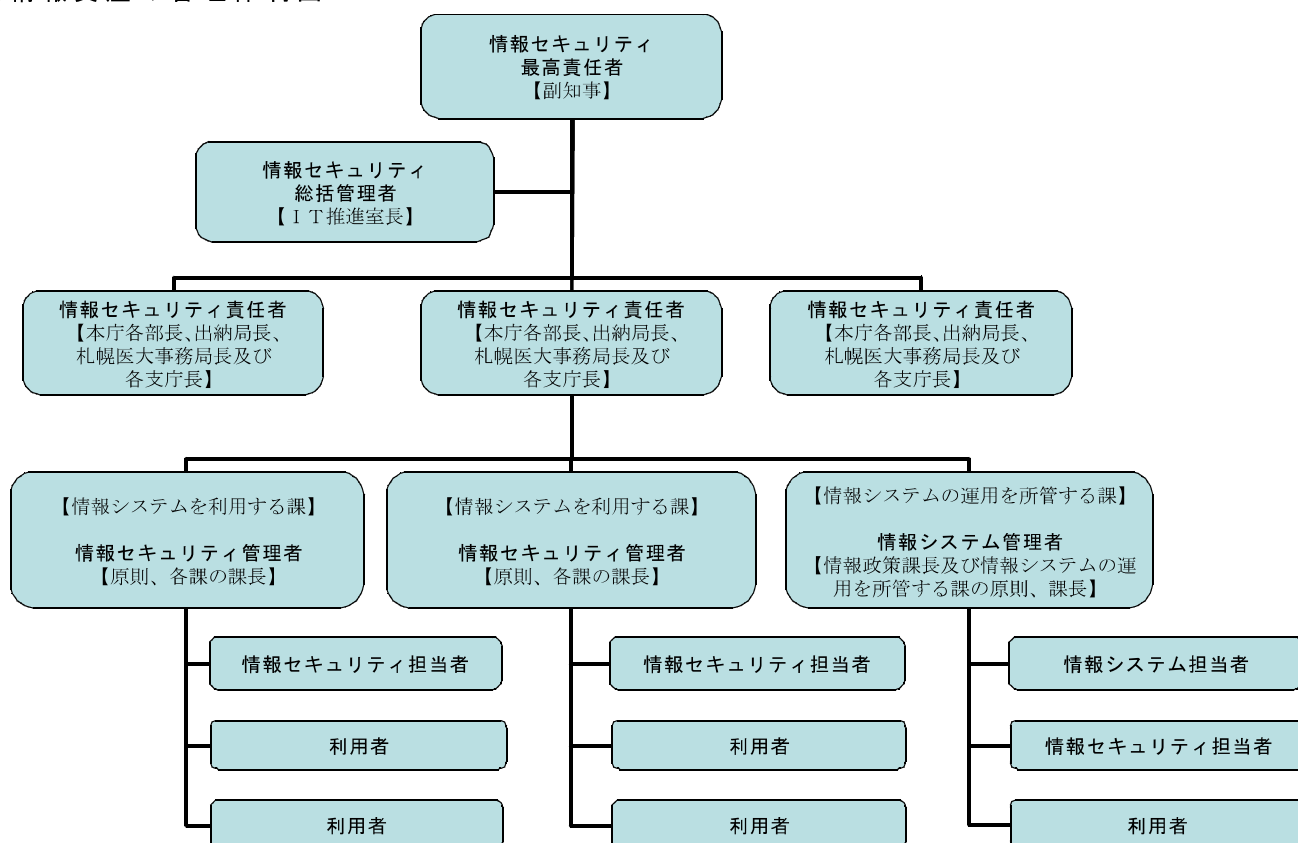 情報セキュリティ
最高責任者
【副知事】
情報セキュリティ
総括管理者
【ＩＴ推進室長】
情報セキュリティ責任者
【本庁各部長、出納局長、
札幌医大事務局長及び
各支庁長】
情報セキュリティ責任者
【本庁各部長、出納局長、
札幌医大事務局長及び
各支庁長】
情報セキュリティ責任者
【本庁各部長、出納局長、
札幌医大事務局長及び
各支庁長】
【情報システムを利用する課】
情報セキュリティ管理者
【原則、各課の課長】
【情報システムを利用する課】
情報セキュリティ管理者
【原則、各課の課長】
【情報システムの運用を所管する課】
情報システム管理者
【情報政策課長及び情報システムの運
用を所管する課の原則、課長】
情報セキュリティ担当者
情報セキュリティ担当者
情報システム担当者
利用者
利用者
情報セキュリティ担当者
利用者
利用者
利用者